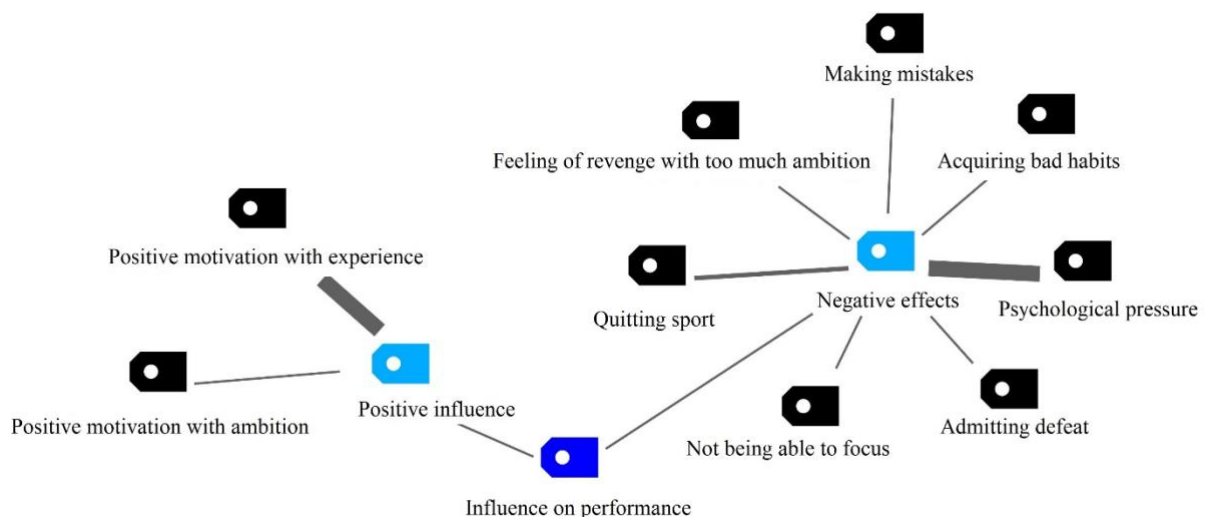 Making mistakes
Feeling of revenge with too much ambition
Acquiring bad habits
Positive motivation with experience
Quitting sport
Negative effects
Psychological pressure
Positive motivation with ambition
Positive influence
Not being able to focus
Admitting defeat
Influence on performance